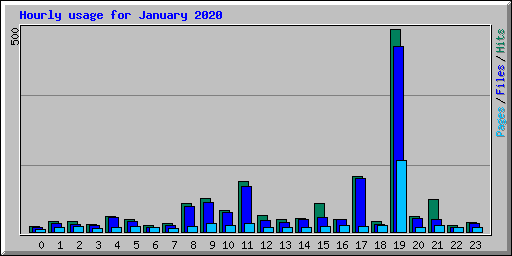 Hourly usage for January 2020
500
Pages/Files/Hits
0 1 2 3 4 5 6 7 8 9 10 11 12 13 14 15 16 17 18 19 20 21 22 23